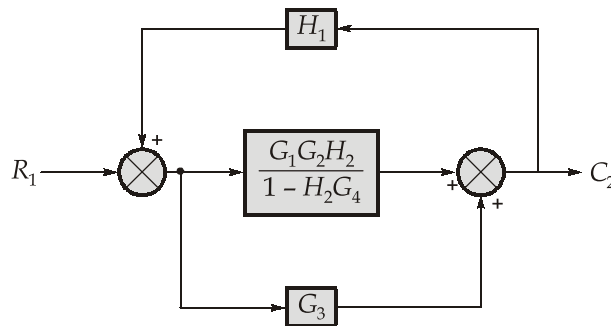 H₁
+
R₁
G₁G₂H₂
1 – H₂G₄
+
+
C₂
G₃